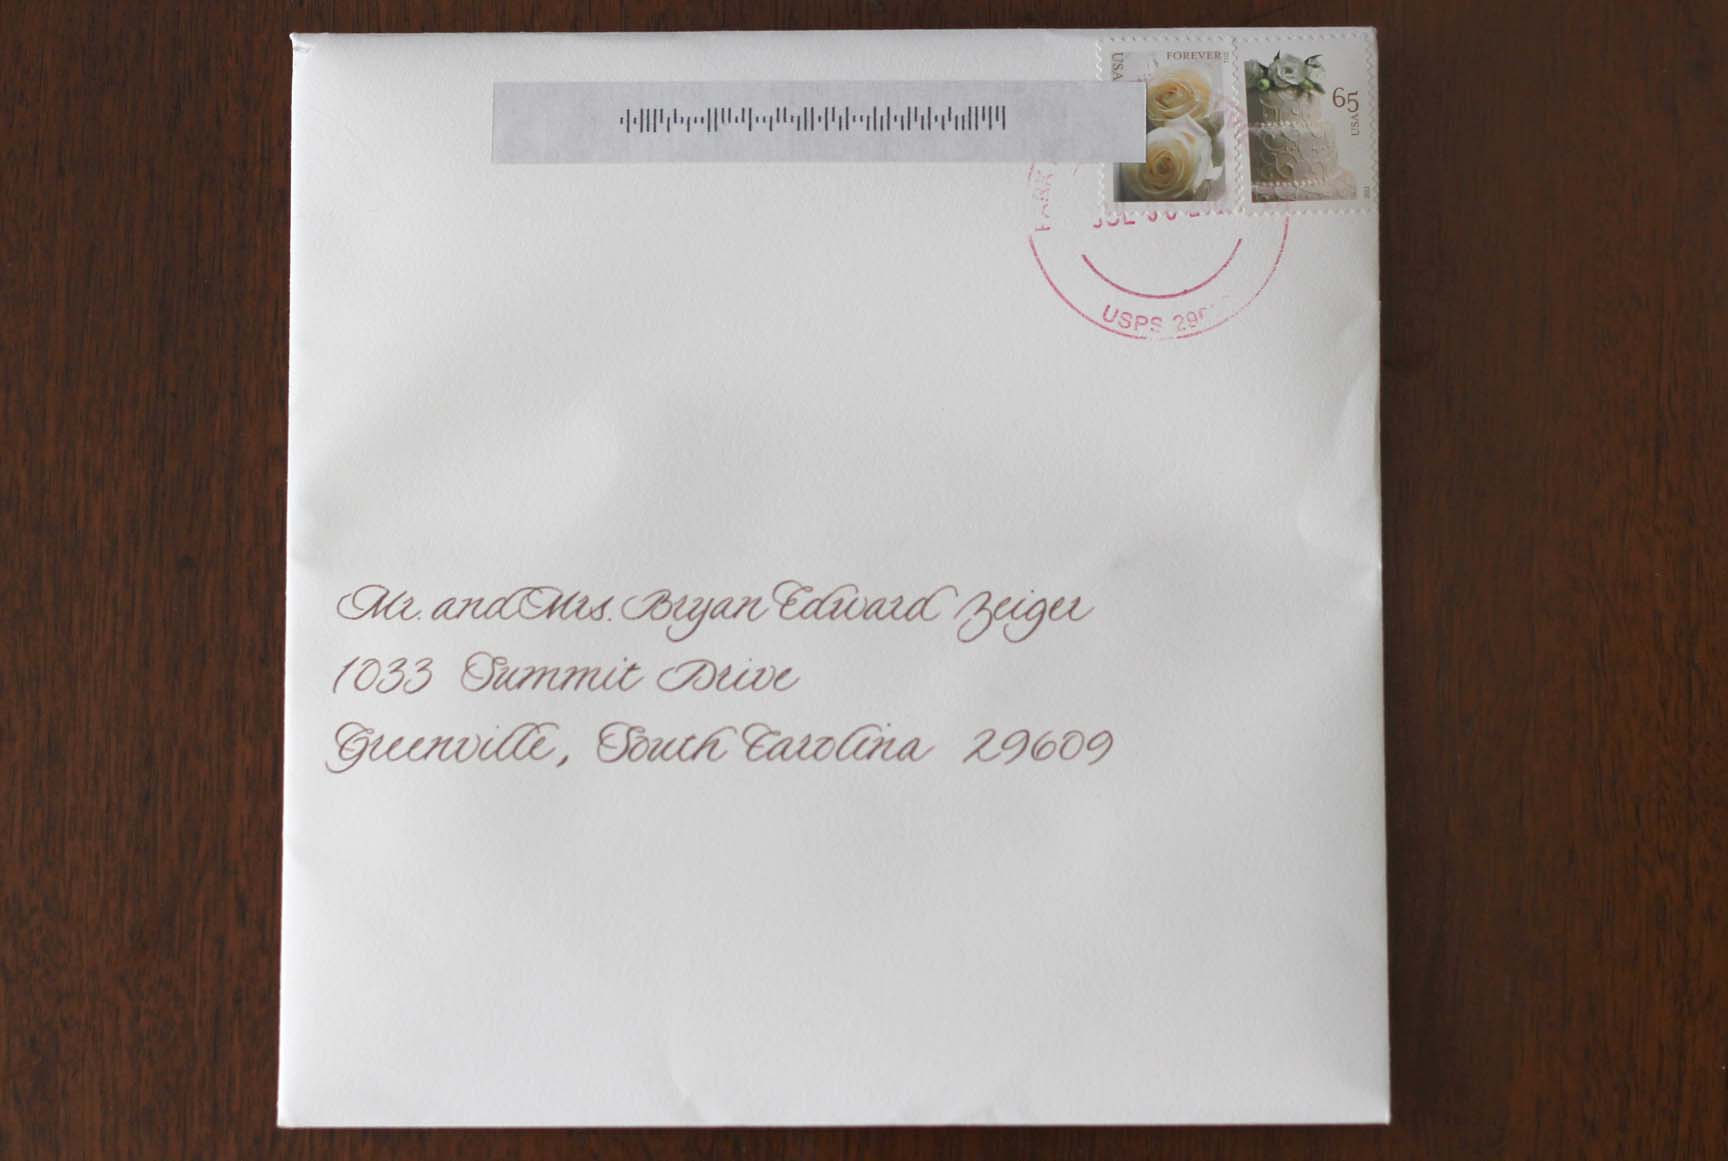 FOREVER
USA
65
USA
USPS
Mr. and Mrs. Bryan Edward Zeiger
1033 Summit Drive
Greenville, South Carolina 29609